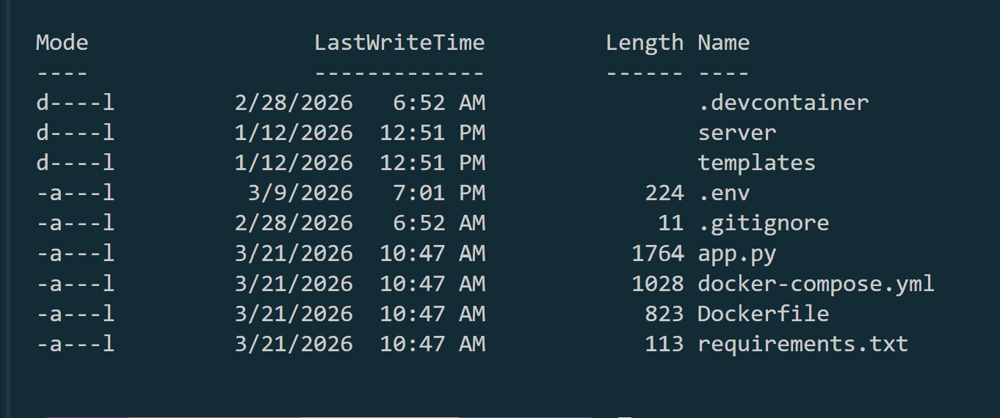 Mode                 LastWriteTime         Length Name
----                 -------------         ------ ----
d----l         2/28/2026   6:52 AM                .devcontainer
d----l         1/12/2026  12:51 PM                server
d----l         1/12/2026  12:51 PM                templates
-a---l          3/9/2026   7:01 PM            224 .env
-a---l         2/28/2026   6:52 AM             11 .gitignore
-a---l         3/21/2026  10:47 AM           1764 app.py
-a---l         3/21/2026  10:47 AM           1028 docker-compose.yml
-a---l         3/21/2026  10:47 AM            823 Dockerfile
-a---l         3/21/2026  10:47 AM            113 requirements.txt